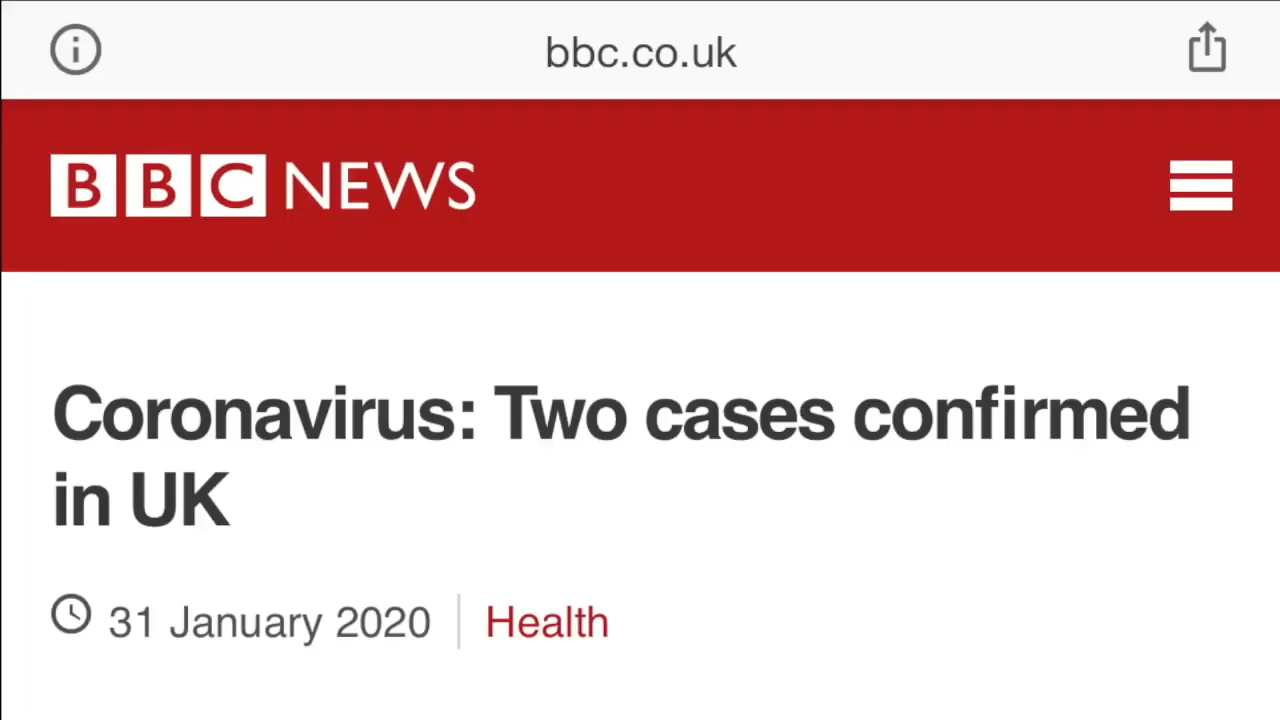 bbc.co.uk
BBC NEWS
Coronavirus: Two cases confirmed
in UK
31 January 2020 | Health